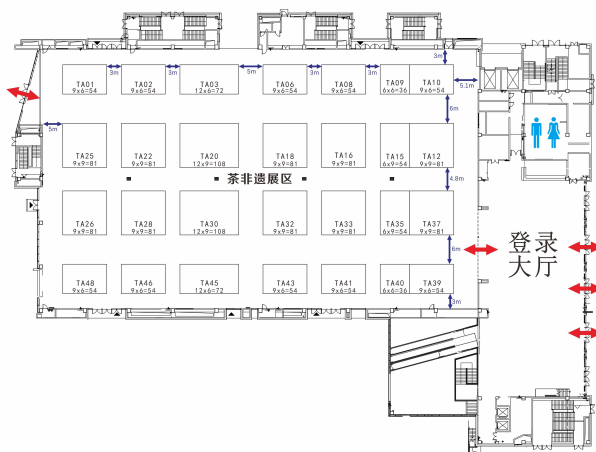 3m
TA01
9x6=54
3m
TA02
9x6=54
3m
TA03
12x6=72
5m
TA06
9x6=54
3m
TA08
9x6=54
3m
TA09
6x6=36
TA10
9x6=54
5.1m
6m
5m
TA25
9x9=81
TA22
9x9=81
TA20
12x9=108
TA18
9x9=81
TA16
9x9=81
TA15
6x9=54
TA12
9x9=81
4.8m
茶非遗展区
TA26
9x9=81
TA28
9x9=81
TA30
12x9=108
TA32
9x9=81
TA33
9x9=81
TA35
6x9=54
TA37
9x9=81
6m
登录
大厅
TA48
9x6=54
TA46
9x6=54
TA45
12x6=72
TA43
9x6=54
TA41
9x6=54
TA40
6x6=36
TA39
9x6=54
3m